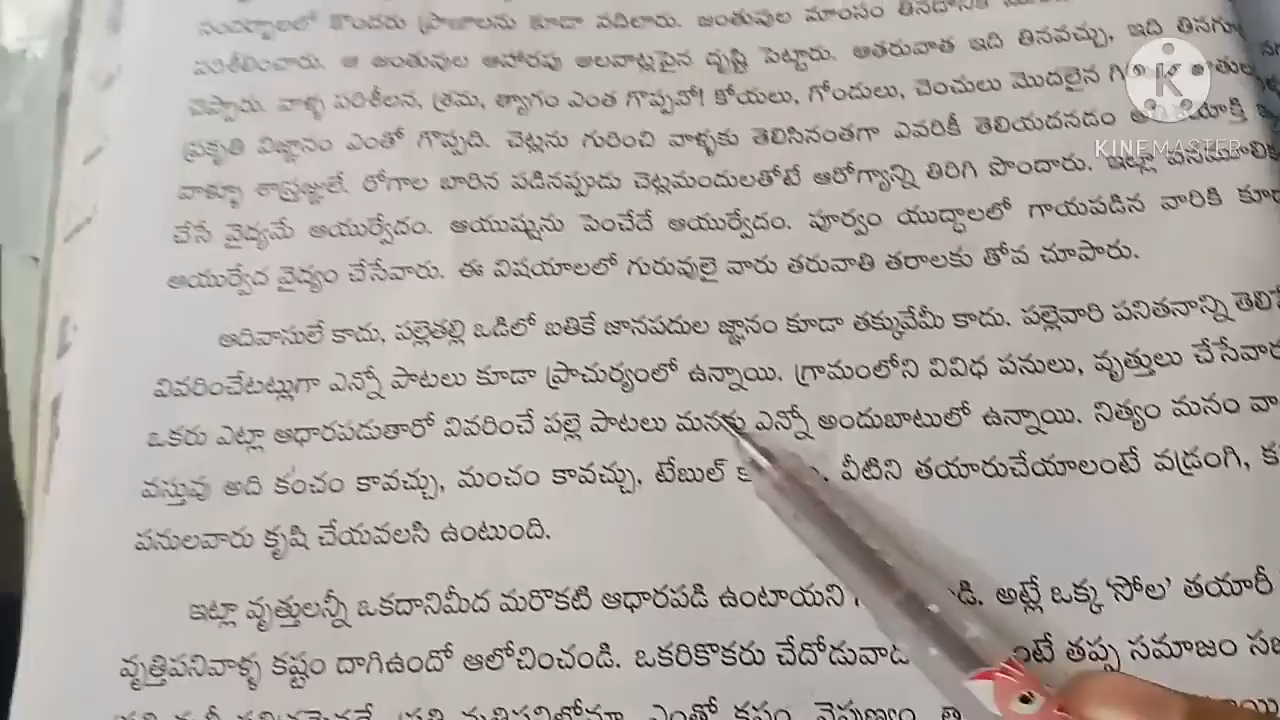 సందర్భాలలో కొందరు ప్రాణాలను కూడా వదిలారు. జంతువుల మాంసం తినడానికి
పరిశీలించారు. ఆ జంతువుల ఆహారపు అలవాట్లపైన దృష్టి పెట్టారు. ఆతరువాత ఇది తినవచ్చు, ఇది
చెప్పారు. వాళ్ళ పరిశీలన, శ్రమ, త్యాగం ఎంత గొప్పవో! కోయలు, గోండులు, చెంచులు మొదలైన
ప్రకృతి విజ్ఞానం ఎంతో గొప్పది. చెట్లను గురించి వాళ్ళకు తెలిసినంతగా ఎవరికీ తెలియదనడం
వాళ్ళూ శాస్త్రజ్ఞులే. రోగాల బారిన పడినప్పుడు చెట్లమందులతోటే ఆరోగ్యాన్ని తిరిగి పొందారు. ఇట్లా
చేసే వైద్యమే ఆయుర్వేదం. ఆయుష్షును పెంచేదే ఆయుర్వేదం. పూర్వం యుద్ధాలలో గాయపడిన వారికి కూడా
ఆయుర్వేద వైద్యం చేసేవారు. ఈ విషయాలలో గురువులై వారు తరువాతి తరాలకు తోవ చూపారు.
ఆదివాసులే కాదు, పల్లెతల్లి ఒడిలో బతికే జానపదుల జ్ఞానం కూడా తక్కువేమీ కాదు. పల్లెవారి పనితనాన్ని
వివరించేటట్లుగా ఎన్నో పాటలు కూడా ప్రాచుర్యంలో ఉన్నాయి. గ్రామంలోని వివిధ పనులు, వృత్తులు
ఒకరు ఎట్లా ఆధారపడుతారో వివరించే పల్లె పాటలు మనకు ఎన్నో అందుబాటులో ఉన్నాయి. నిత్యం మనం
వస్తువు అది కంచం కావచ్చు, మంచం కావచ్చు, టేబుల్ వీటిని తయారుచేయాలంటే వడ్రంగి,
పనులవారు కృషి చేయవలసి ఉంటుంది.
ఇట్లా వృత్తులన్నీ ఒకదానిమీద మరొకటి ఆధారపడి ఉంటాయని అట్లే ఒక్క 'సోల' తయారీ
వృత్తిపనివాళ్ళ కష్టం దాగిఉందో ఆలోచించండి. ఒకరికొకరు తప్ప సమాజం
KINEMASTER